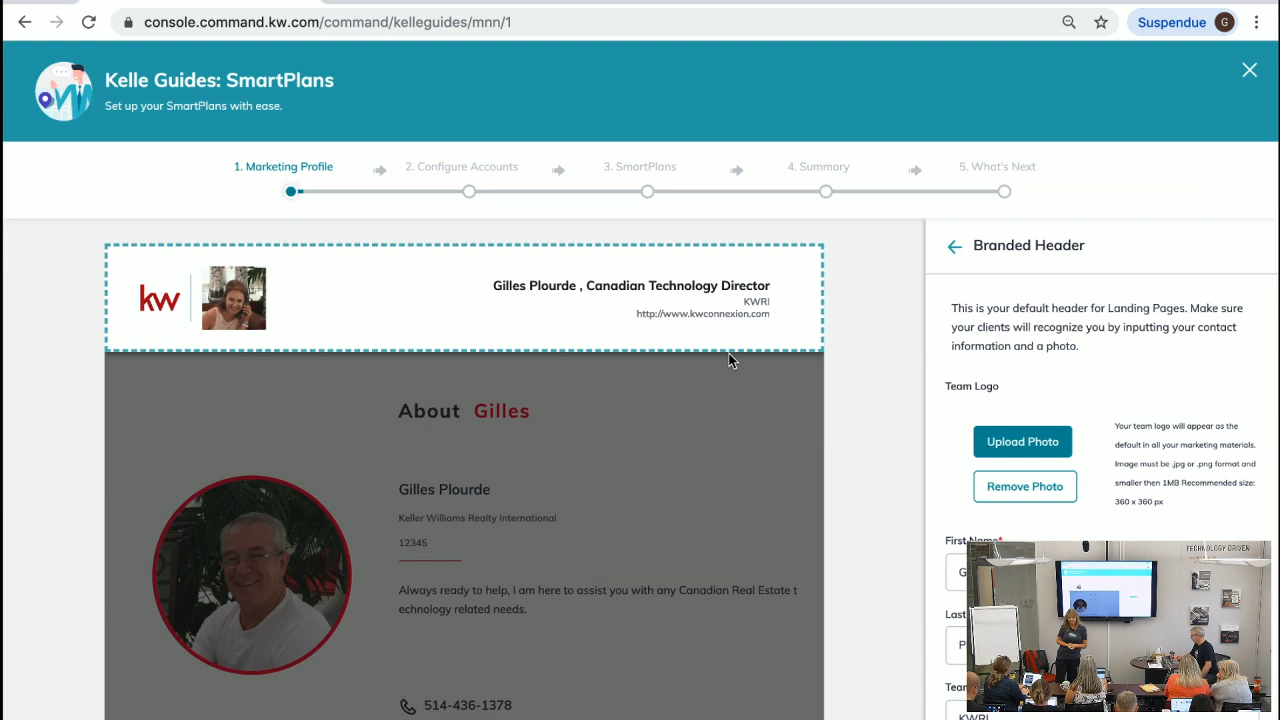 console.command.kw.com/command/kelleguides/mnn/1
Suspendue
G
Kelle Guides: SmartPlans
Set up your SmartPlans with ease.
1. Marketing Profile
2. Configure Accounts
3. SmartPlans
4. Summary
5. What's Next
kw
Gilles Plourde , Canadian Technology Director
KWRI
http://www.kwconnexion.com
About Gilles
Gilles Plourde
Keller Williams Realty International
12345
Always ready to help, I am here to assist you with any Canadian Real Estate t
echnology related needs.
514-436-1378
Branded Header
This is your default header for Landing Pages. Make sure
your clients will recognize you by inputting your contact
information and a photo.
Team Logo
Upload Photo
Remove Photo
Your team logo will appear as the
default in all your marketing materials.
Image must be .jpg or .png format and
smaller then 1MB Recommended size:
360 x 360 px
First Name*
G
Last
P
Team
KWRI
TECHNOLOGY DRIVEN